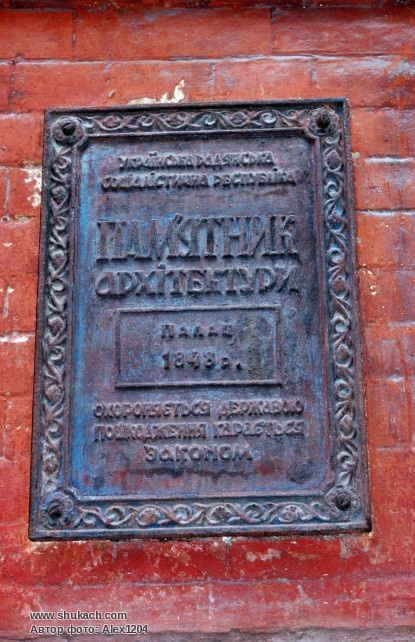 УКРАЇНСЬКА РАДЯНСЬКА
СОЦІАЛІСТИЧНА РЕСПУБЛІКА
ПАМ'ЯТНИК
АРХІТЕКТУРИ
ПАЛАЦ
1848 р.
ОХОРОНЯЄТЬСЯ ДЕРЖАВОЮ
ПОШКОДЖЕННЯ КАРАЄТЬСЯ
ЗАКОНОМ
www.shukach.com
Автор фото: Alex1204